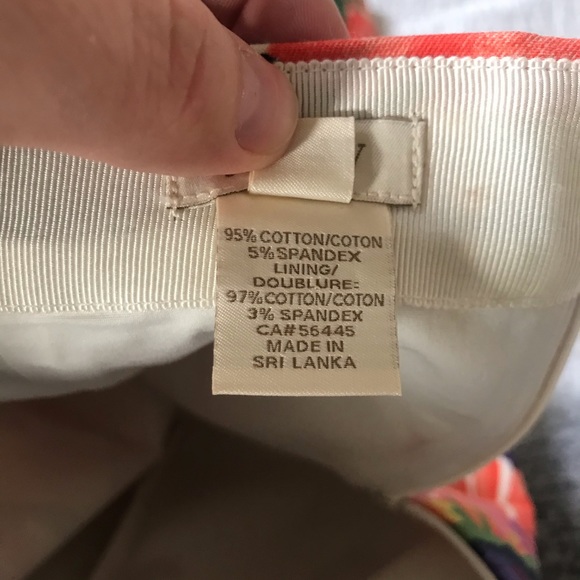 95% COTTON/COTON
5% SPANDEX
LINING/
DOUBLURE:
97% COTTON/COTON
3% SPANDEX
CA#56445
MADE IN
SRI LANKA